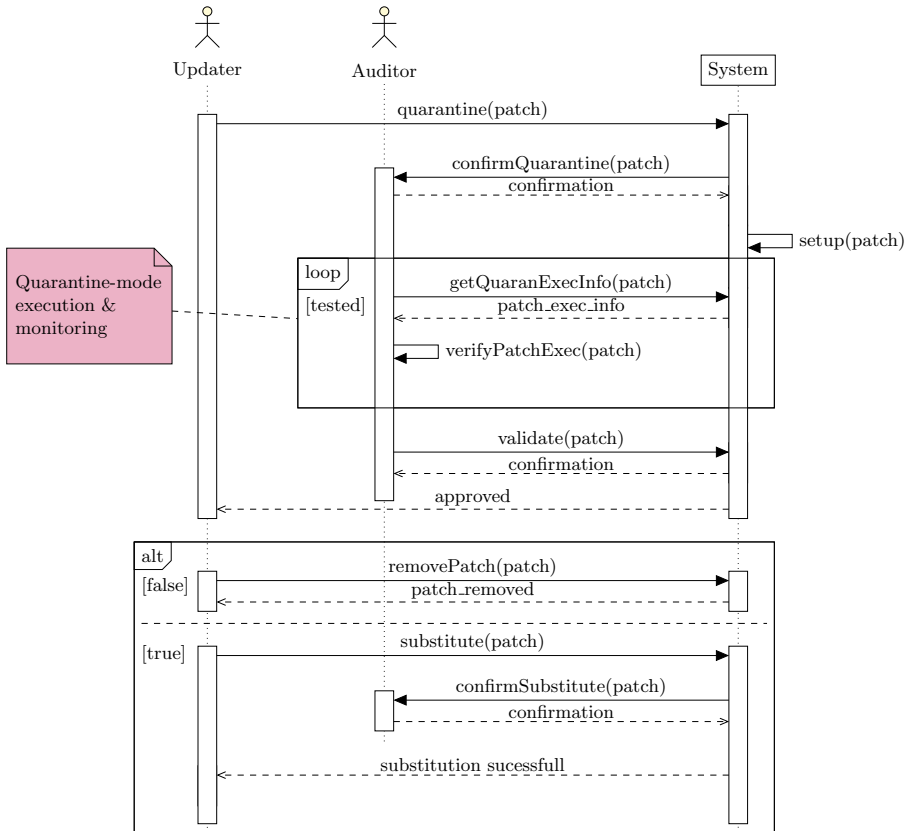 Updater
Auditor
System
quarantine(patch)
confirmQuarantine(patch)
confirmation
setup(patch)
Quarantine-mode
execution &
monitoring
loop
[tested]
getQuaranExecInfo(patch)
patch_exec_info
verifyPatchExec(patch)
validate(patch)
confirmation
approved
alt
[false]
removePatch(patch)
patch_removed
[true]
substitute(patch)
confirmSubstitute(patch)
confirmation
substitution sucessfull